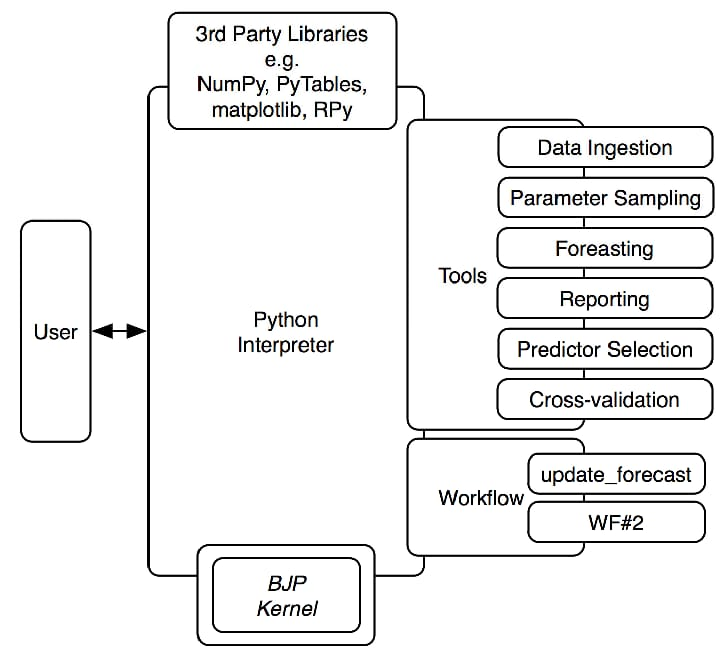 3rd Party Libraries
e.g.
NumPy, PyTables,
matplotlib, RPy
User
Python
Interpreter
Tools
Data Ingestion
Parameter Sampling
Foreasting
Reporting
Predictor Selection
Cross-validation
Workflow
update_forecast
WF#2
BJP
Kernel